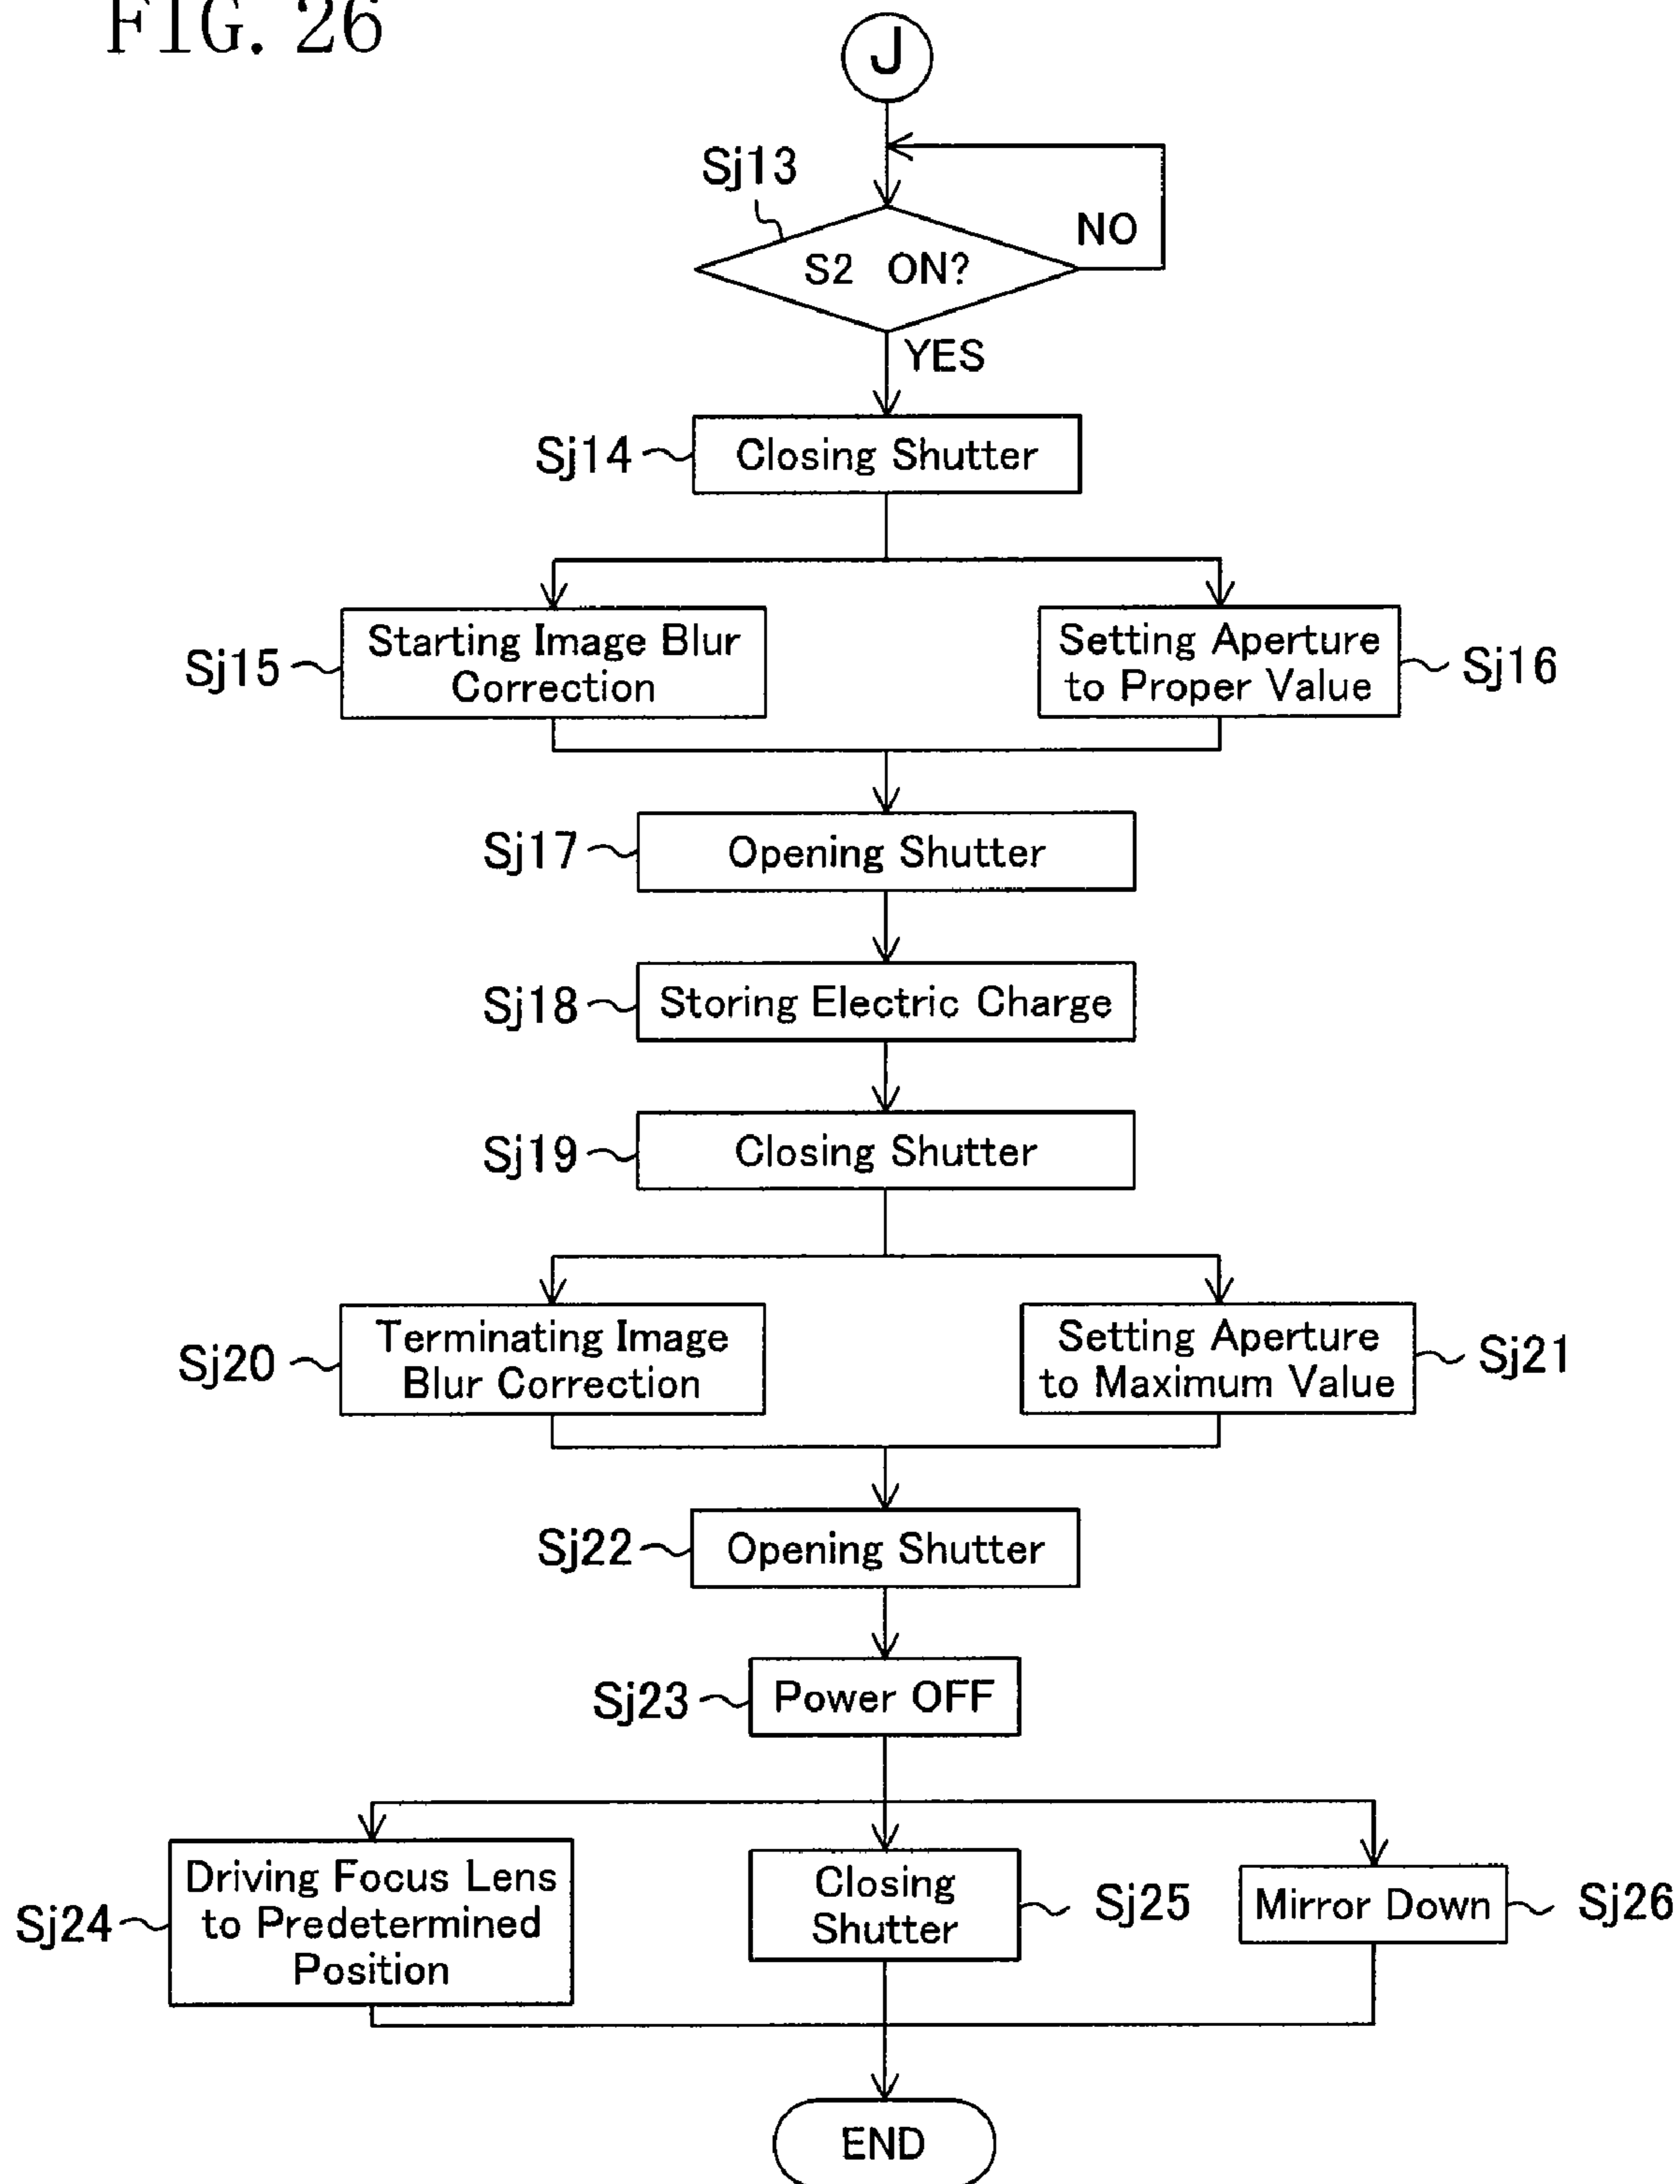 FIG. 26
J
Sj13
NO
S2 ON?
YES
Sj14
Closing Shutter
Sj15
Starting Image Blur
Correction
Setting Aperture
to Proper Value
Sj16
Sj17
Opening Shutter
Sj18
Storing Electric Charge
Sj19
Closing Shutter
Sj20
Terminating Image
Blur Correction
Setting Aperture
to Maximum Value
Sj21
Sj22
Opening Shutter
Sj23
Power OFF
Sj24
Driving Focus Lens
to Predetermined
Position
Closing
Shutter
Sj25
Mirror Down
Sj26
END